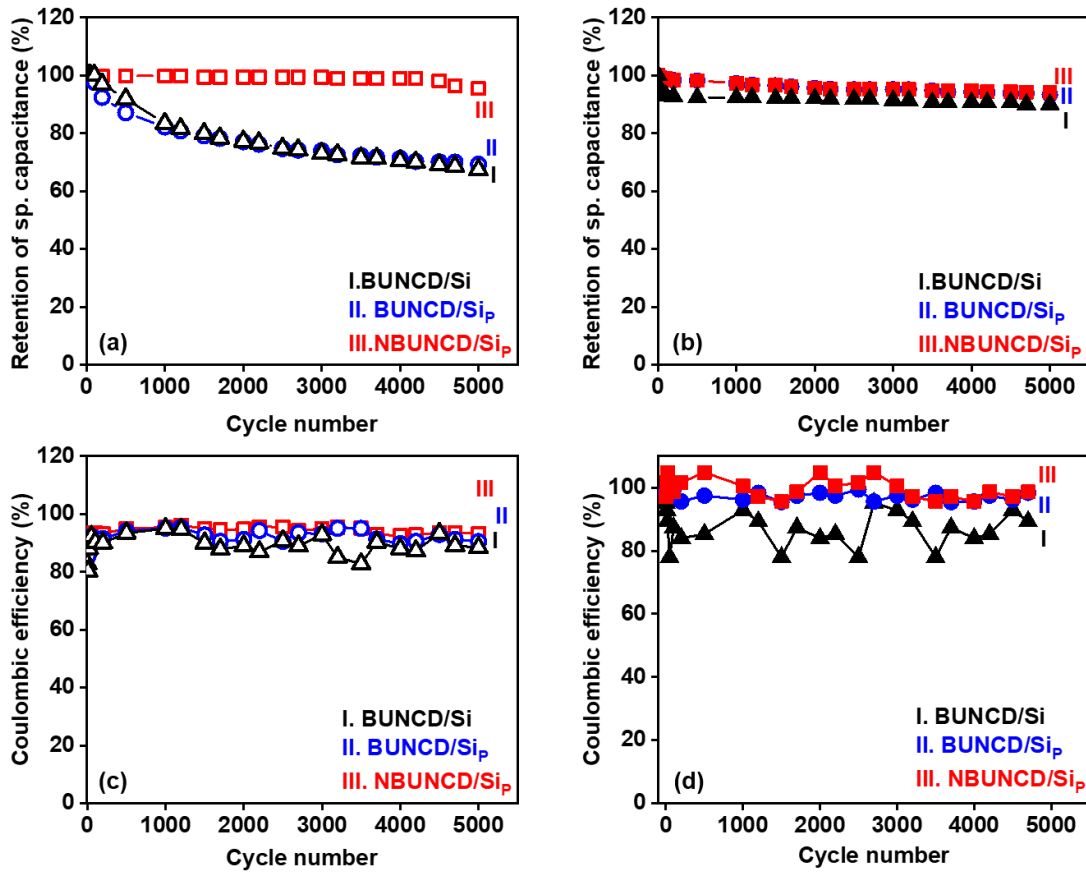 Retention of sp. capacitance (%)
120
100
80
60
40
20
0
III
II
I
I.BUNCD/Si
II. BUNCD/SiP
III.NBUNCD/SiP
(a)
0 1000 2000 3000 4000 5000
Cycle number
Retention of sp. capacitance (%)
120
100
80
60
40
20
0
III
II
I
I.BUNCD/Si
II. BUNCD/SiP
III.NBUNCD/SiP
(b)
0 1000 2000 3000 4000 5000
Cycle number
Coulombic efficiency (%)
120
100
80
60
40
20
0
III
II
I
I. BUNCD/Si
II. BUNCD/SiP
III. NBUNCD/SiP
(c)
0 1000 2000 3000 4000 5000
Cycle number
Coulombic efficiency (%)
100
80
60
40
20
0
III
II
I
I. BUNCD/Si
II. BUNCD/SiP
III. NBUNCD/SiP
(d)
0 1000 2000 3000 4000 5000
Cycle number